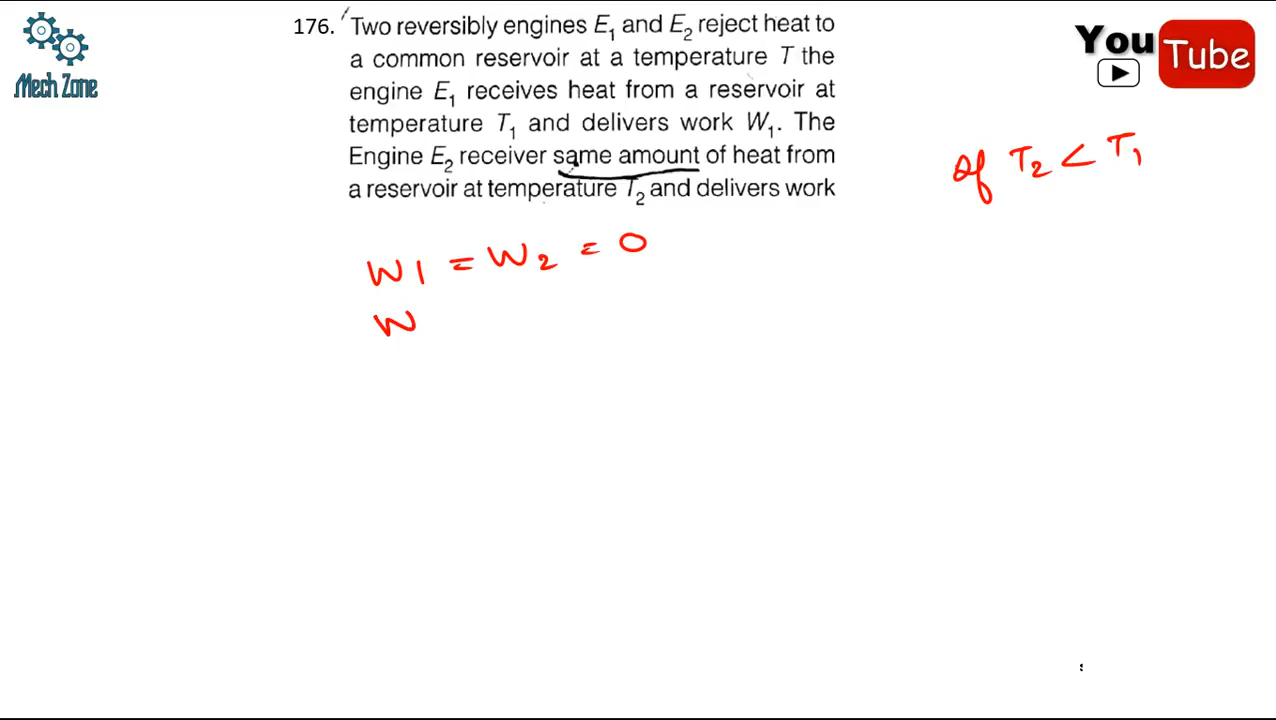 Mech Zone
176. Two reversibly engines E₁ and E₂ reject heat to
a common reservoir at a temperature T the
engine E₁ receives heat from a reservoir at
temperature T₁ and delivers work W₁. The
Engine E₂ receiver same amount of heat from
a reservoir at temperature T₂ and delivers work
You Tube
If T₂ < T₁
W1 = W₂ = 0
W